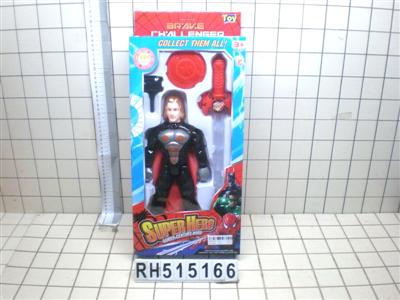 Toy
BRAVE
CHALLENGER
COLLECT THEM ALL!
3+
SUPER HERO
RH515166